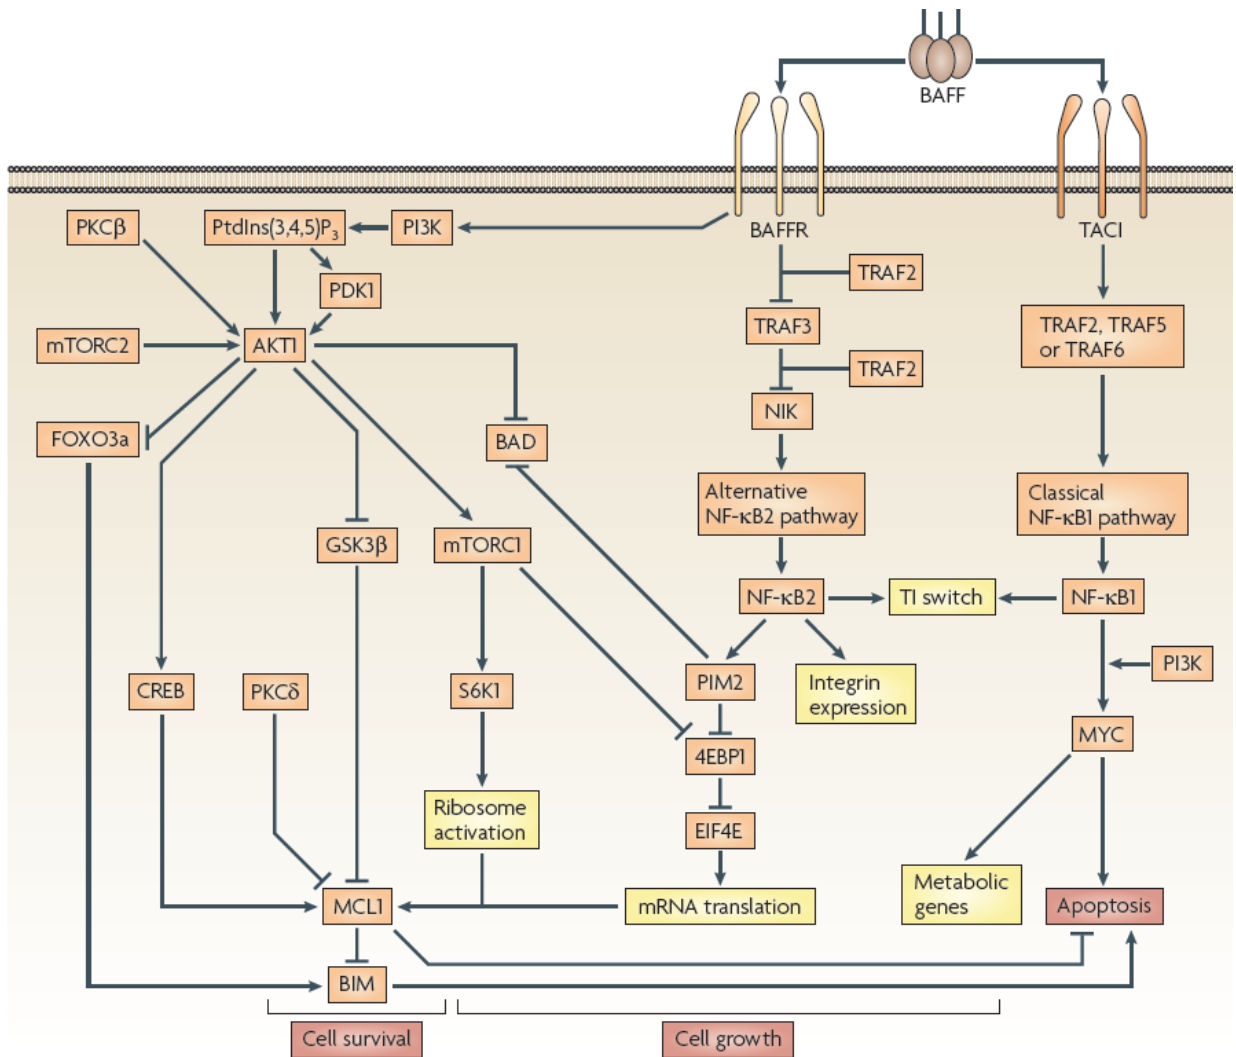 BAFF
BAFFR
TACI
PKCβ
PtdIns(3,4,5)P3
PI3K
PDK1
TRAF2
TRAF3
TRAF2, TRAF5
or TRAF6
mTORC2
AKT1
TRAF2
NIK
FOXO3a
BAD
Alternative
NF-κB2 pathway
Classical
NF-κB1 pathway
GSK3β
mTORC1
NF-κB2
TI switch
NF-κB1
PI3K
CREB
PKCδ
S6K1
PIM2
Integrin
expression
MYC
4EBP1
Ribosome
activation
EIF4E
Metabolic
genes
MCL1
mRNA translation
Apoptosis
BIM
Cell survival
Cell growth